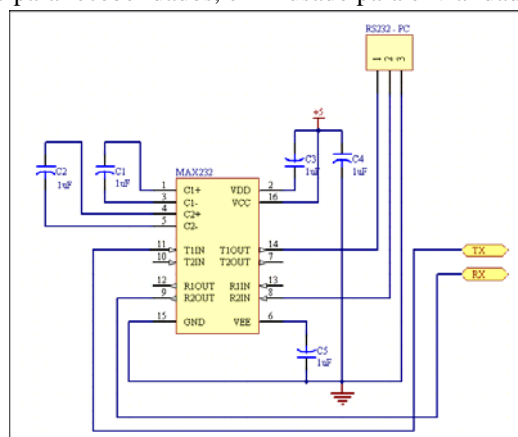 RS232 - PC
1 2 3
+5
C2
1uF
C1
1uF
C3
1uF
C4
1uF
MAX232
1 C1+ VDD 2
3 C1- VCC 16
4 C2+
5 C2-
11 T1IN T1OUT 14
10 T2IN T2OUT 7
12 R1OUT R1IN 13
9 R2OUT R2IN 8
15 GND VEE 6
TX
RX
C5
1uF